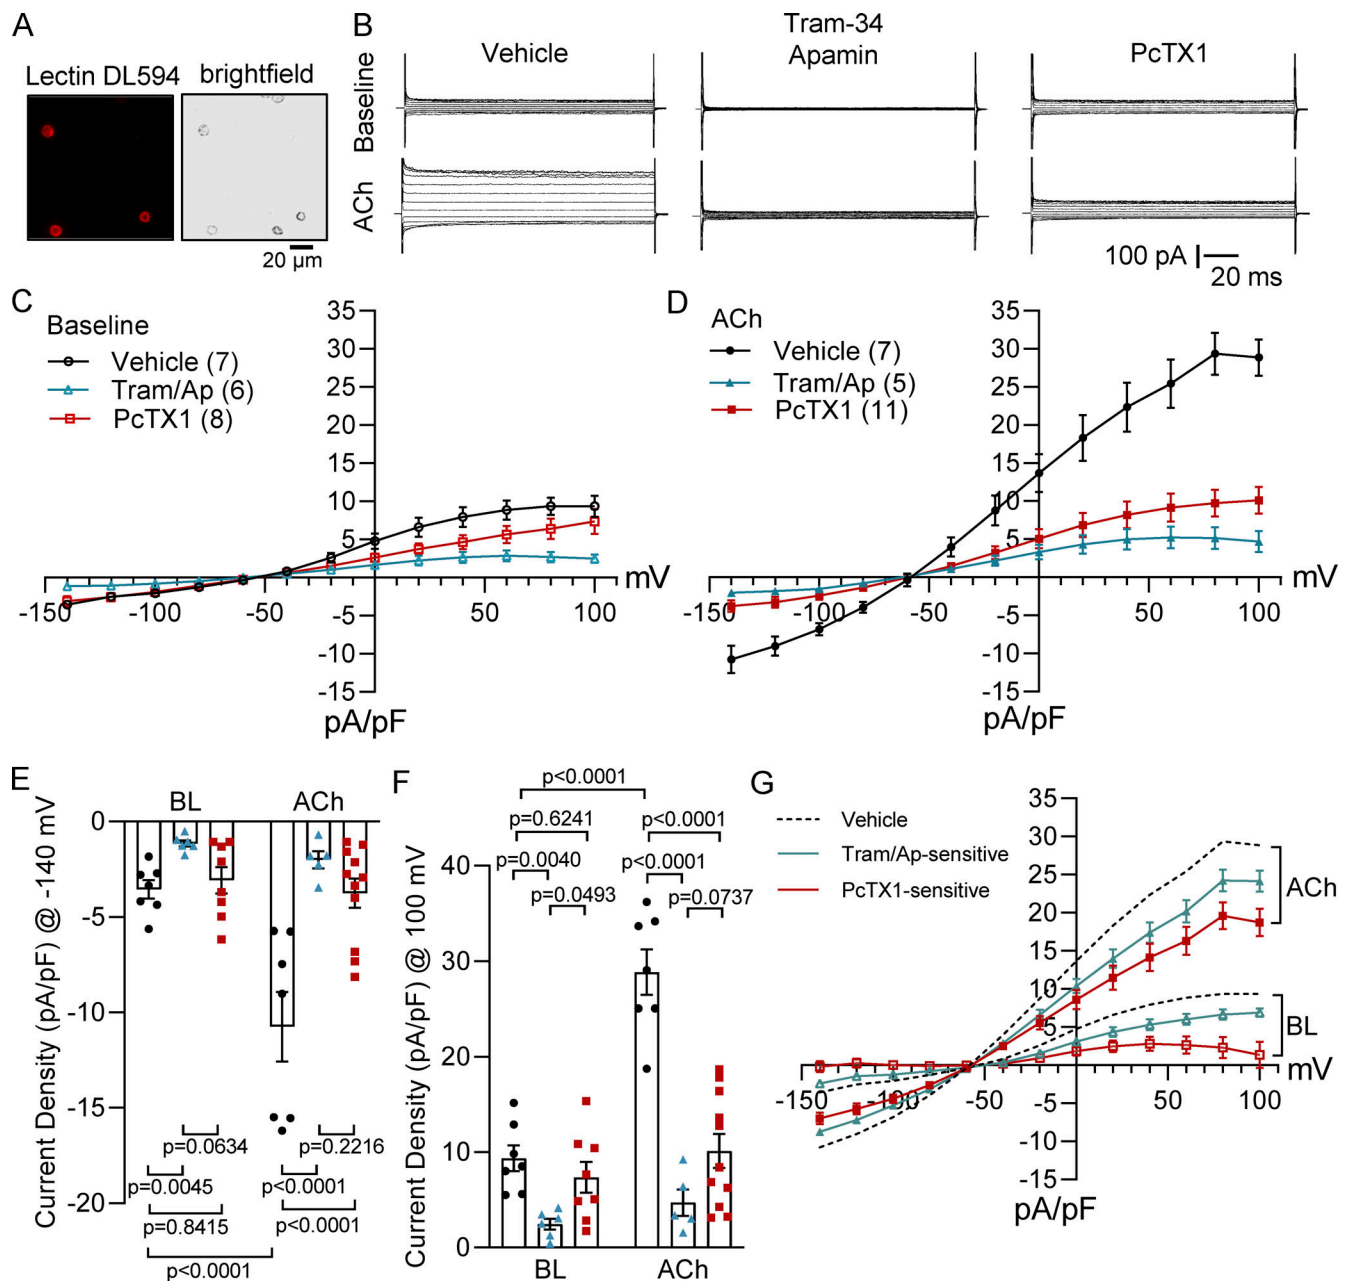 A
Lectin DL594
brightfield
20 µm
B
Vehicle
Tram-34
Apamin
PcTX1
Baseline
ACh
100 pA
20 ms
C
Baseline
Vehicle (7)
Tram/Ap (6)
PcTX1 (8)
35
30
25
20
15
10
5
-5
-10
-15
-150
-100
-50
50
100
mV
pA/pF
D
ACh
Vehicle (7)
Tram/Ap (5)
PcTX1 (11)
35
30
25
20
15
10
5
-5
-10
-15
-150
-100
-50
50
100
mV
pA/pF
E
BL
ACh
Current Density (pA/pF) @ -140 mV
0
-5
-10
-15
-20
p=0.0634
p=0.2216
p=0.0045
p<0.0001
p=0.8415
p<0.0001
p<0.0001
F
p<0.0001
p=0.6241
p<0.0001
p=0.0040
p<0.0001
p=0.0493
p=0.0737
Current Density (pA/pF) @ 100 mV
40
30
20
10
0
BL
ACh
G
Vehicle
Tram/Ap-sensitive
PcTX1-sensitive
35
30
25
20
15
10
5
-5
-10
-15
-150
-100
-50
50
100
mV
pA/pF
ACh
BL